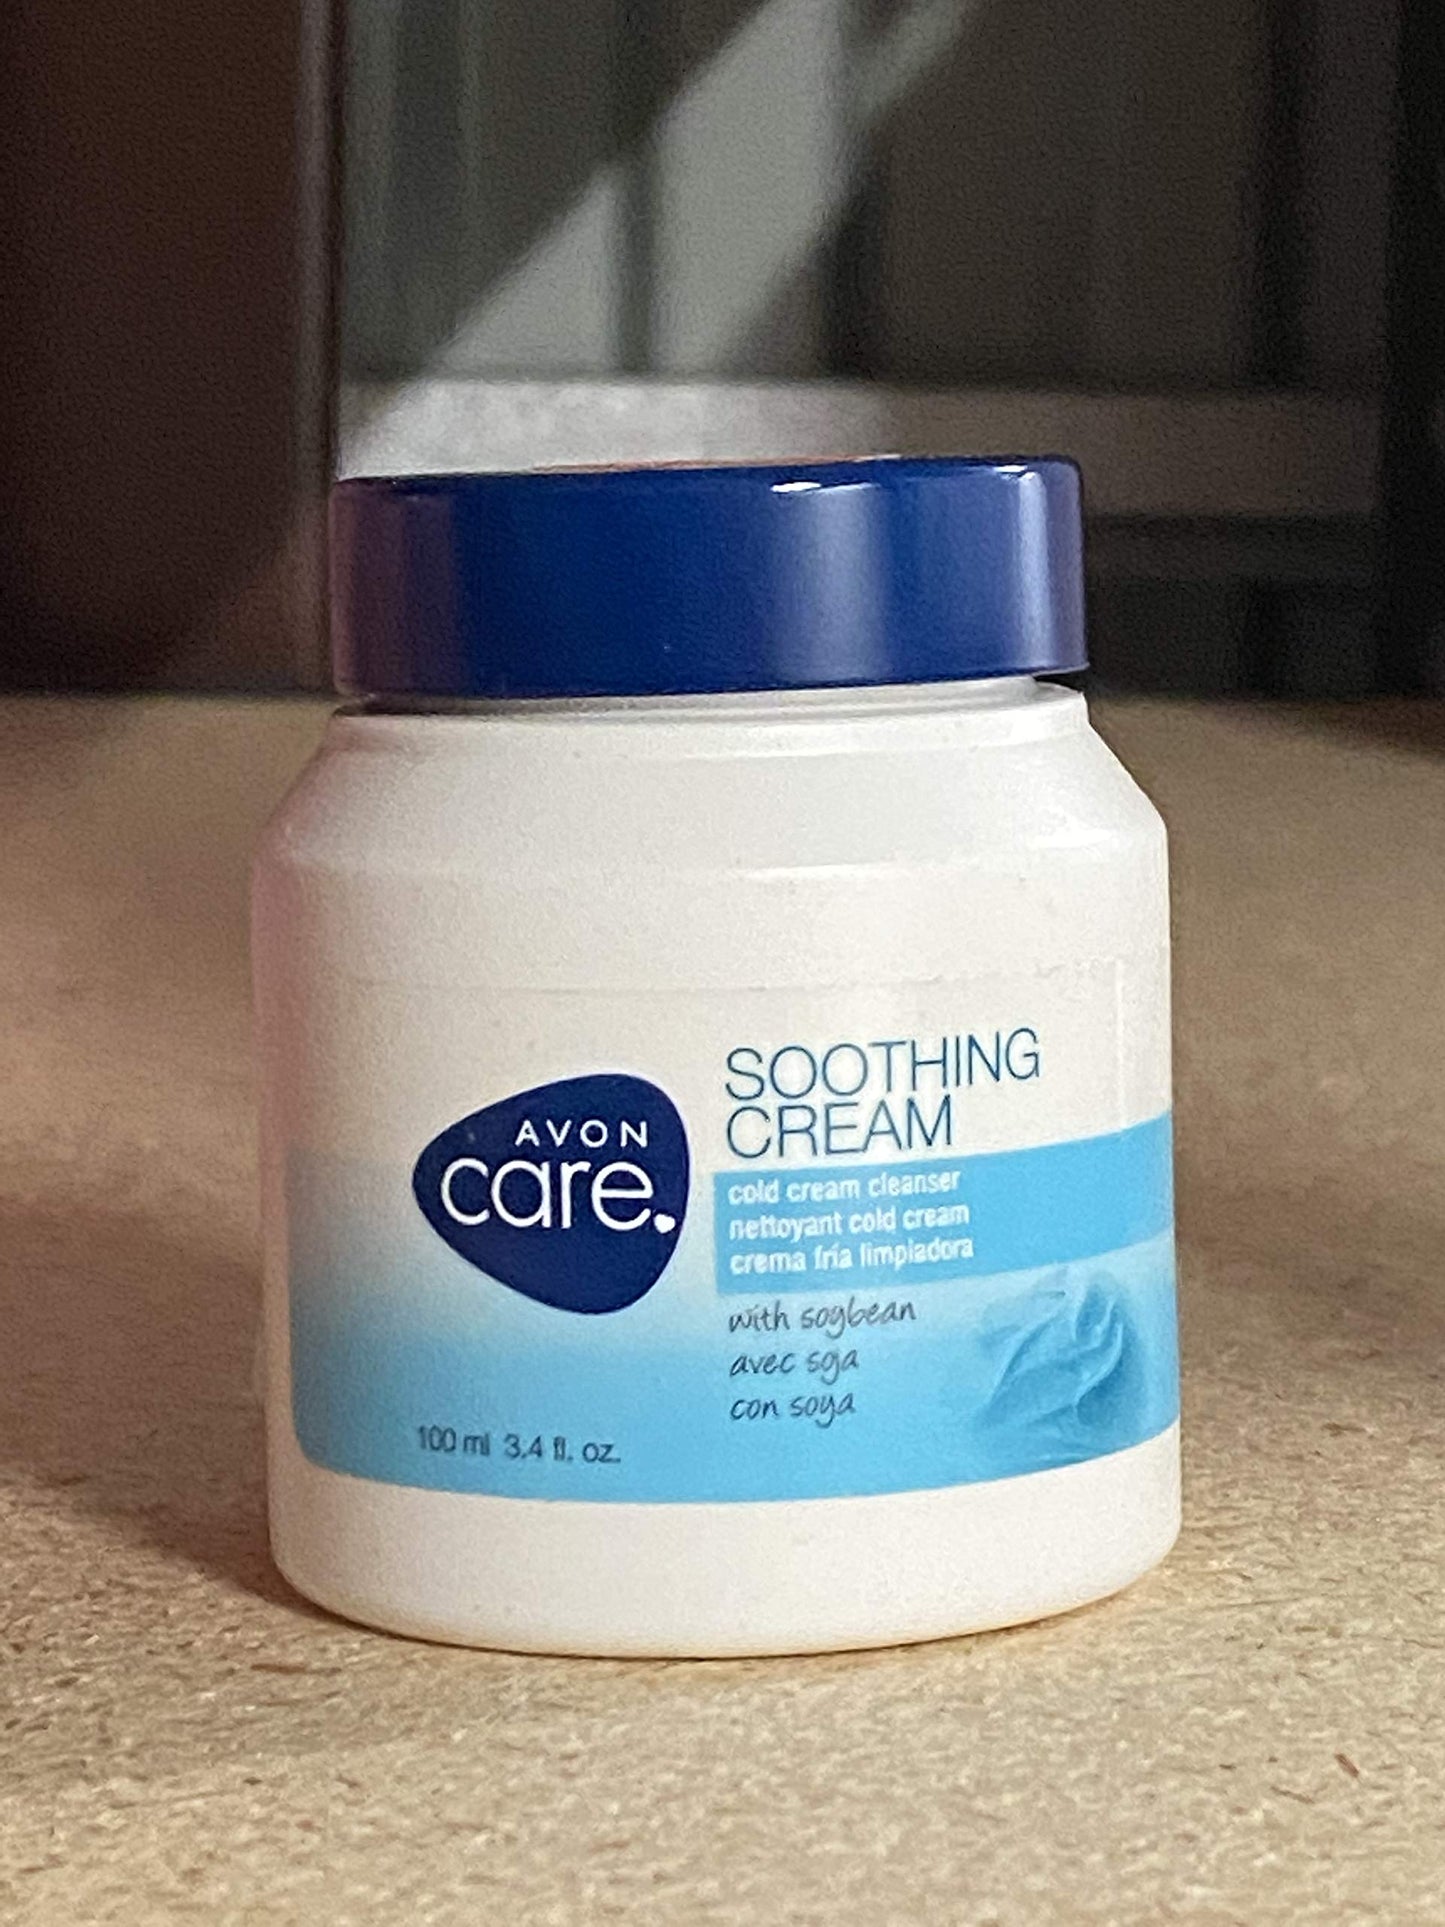 AVON
care.
SOOTHING
CREAM
cold cream cleanser
nettoyant cold cream
crema fría limpiadora
with soybean
avec soja
con soya
100 ml 3.4 fl. oz.